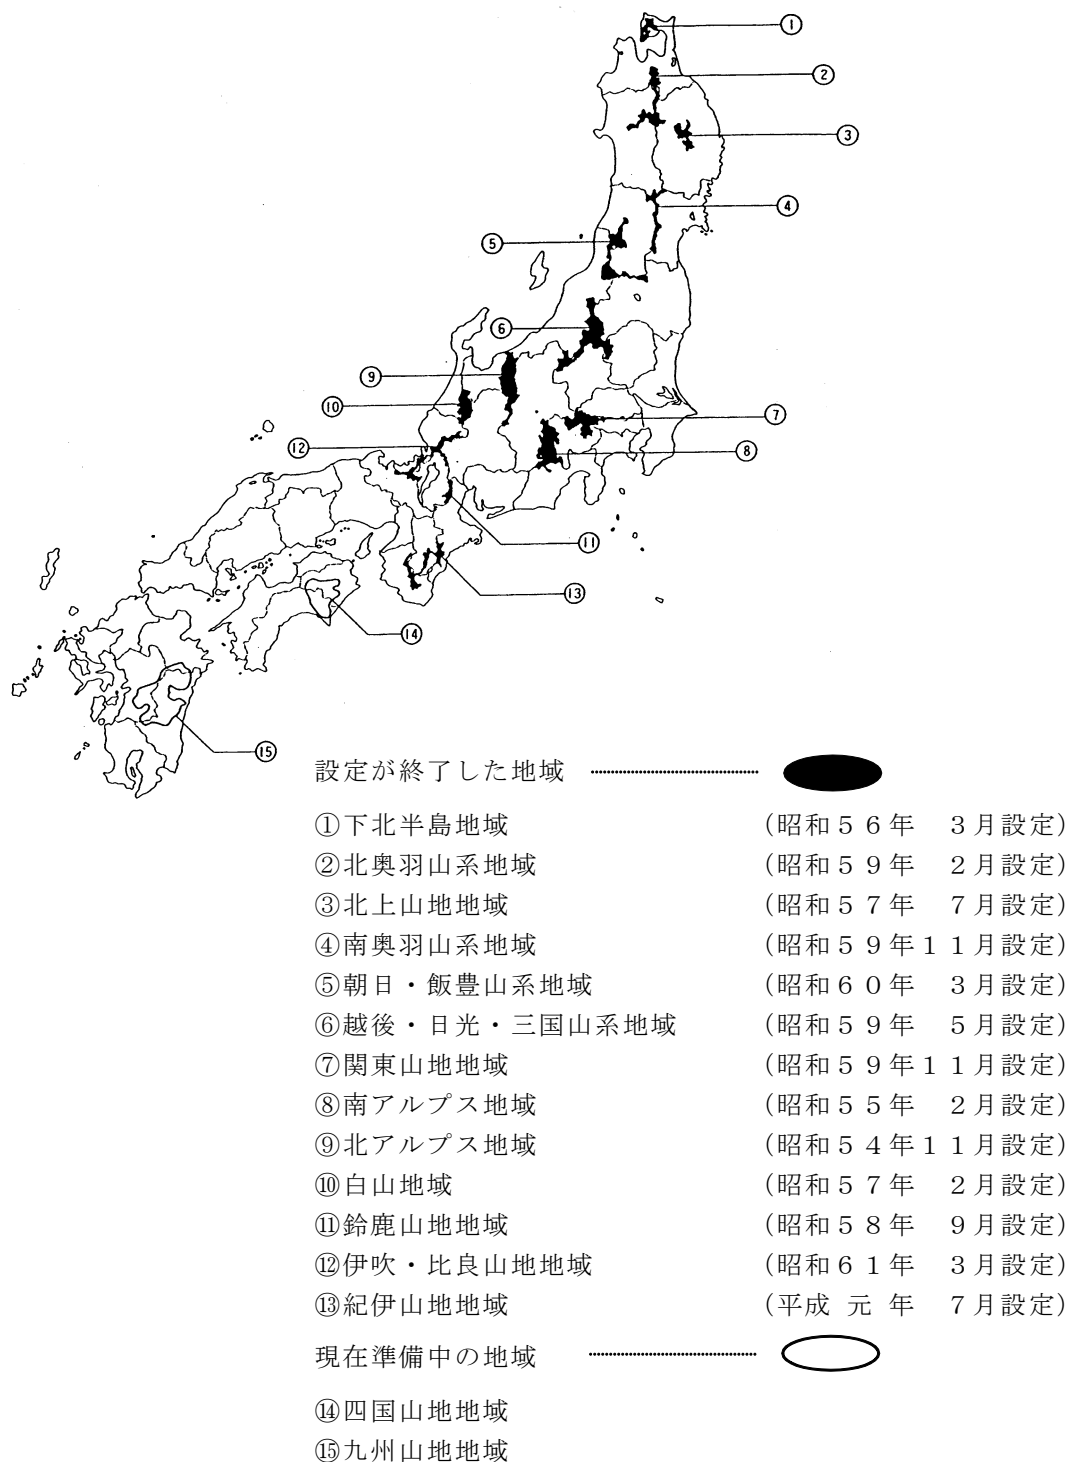 ①
②
③
④
⑤
⑥
⑨
⑩
⑦
⑫
⑧
⑪
⑬
⑭
⑮
設定が終了した地域
①下北半島地域 (昭和56年 3月設定)
②北奥羽山系地域 (昭和59年 2月設定)
③北上山地地域 (昭和57年 7月設定)
④南奥羽山系地域 (昭和59年11月設定)
⑤朝日・飯豊山系地域 (昭和60年 3月設定)
⑥越後・日光・三国山系地域 (昭和59年 5月設定)
⑦関東山地地域 (昭和59年11月設定)
⑧南アルプス地域 (昭和55年 2月設定)
⑨北アルプス地域 (昭和54年11月設定)
⑩白山地域 (昭和57年 2月設定)
⑪鈴鹿山地地域 (昭和58年 9月設定)
⑫伊吹・比良山地地域 (昭和61年 3月設定)
⑬紀伊山地地域 (平成 元 年 7月設定)
現在準備中の地域
⑭四国山地地域
⑮九州山地地域